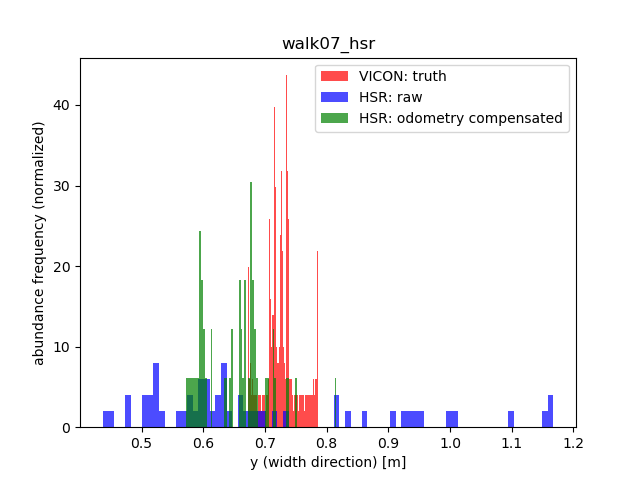 walk07_hsr
VICON: truth
HSR: raw
HSR: odometry compensated
abundance frequency (normalized)
40
30
20
10
0
0.5 0.6 0.7 0.8 0.9 1.0 1.1 1.2
y (width direction) [m]